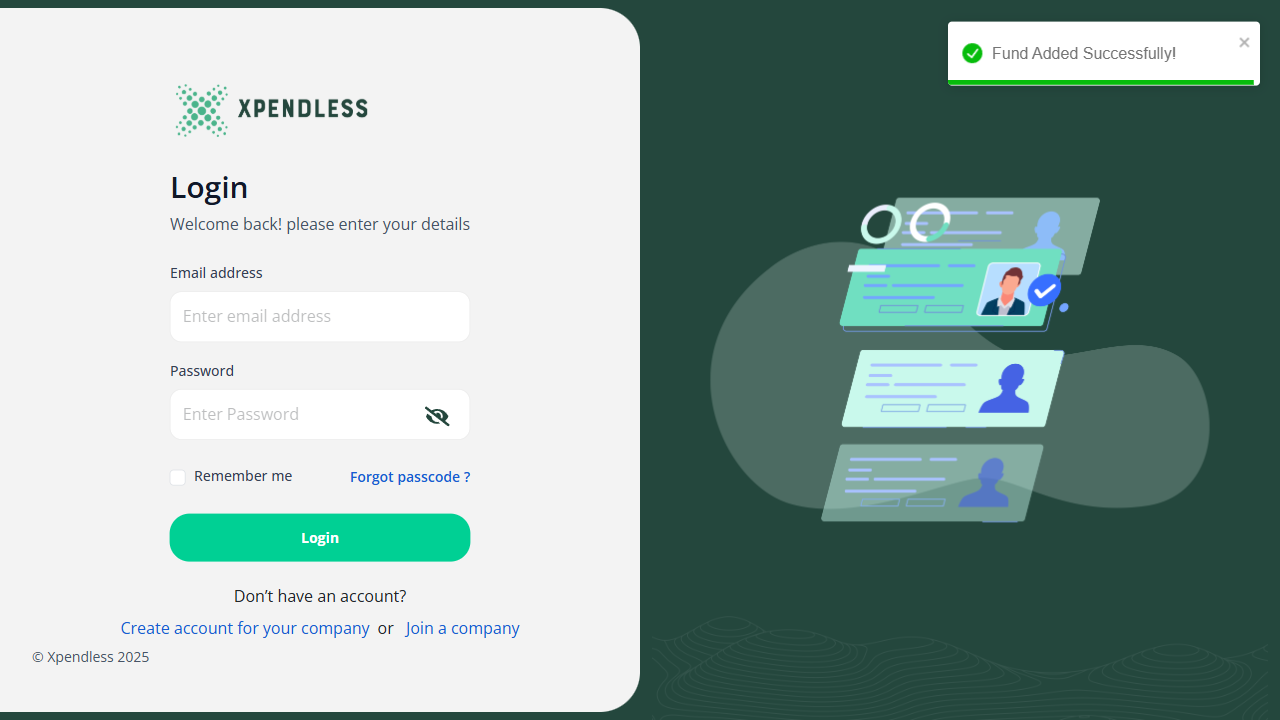 XPENDLESS
Fund Added Successfully!
Login
Welcome back! please enter your details
Email address
Enter email address
Password
Enter Password
Remember me
Forgot passcode ?
Login
Don’t have an account?
Create account for your company or Join a company
© Xpendless 2025